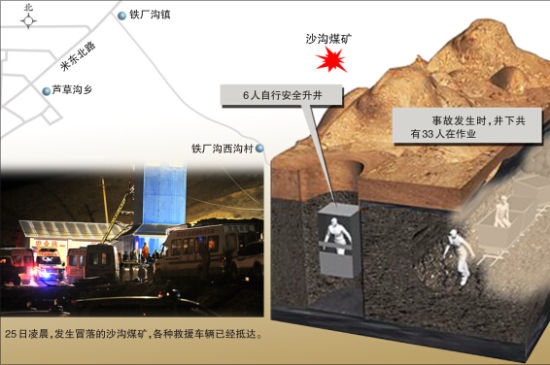 北
铁厂沟镇
米东北路
芦草沟乡
铁厂沟西沟村
沙沟煤矿
6人自行安全升井
事故发生时,井下共
有33人在作业
25日凌晨,发生冒落的沙沟煤矿,各种救援车辆已经抵达。